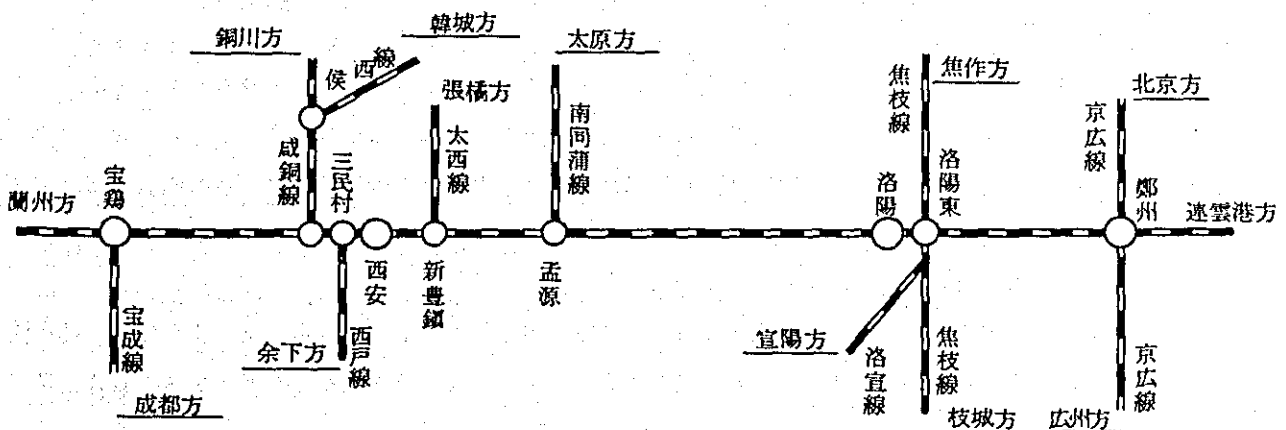 銅川方
韓城方
侯西線
太原方
張橋方
太西線
南同蒲線
焦枝線
焦作方
北京方
京広線
宝鶏
咸銅線
三民村
洛陽
洛陽東
鄭州
蘭州方
連雲港方
西安
新豊鎮
孟源
宝成線
成都方
余下方
西戸線
宜陽方
洛宜線
焦枝線
枝城方
広州方
京広線